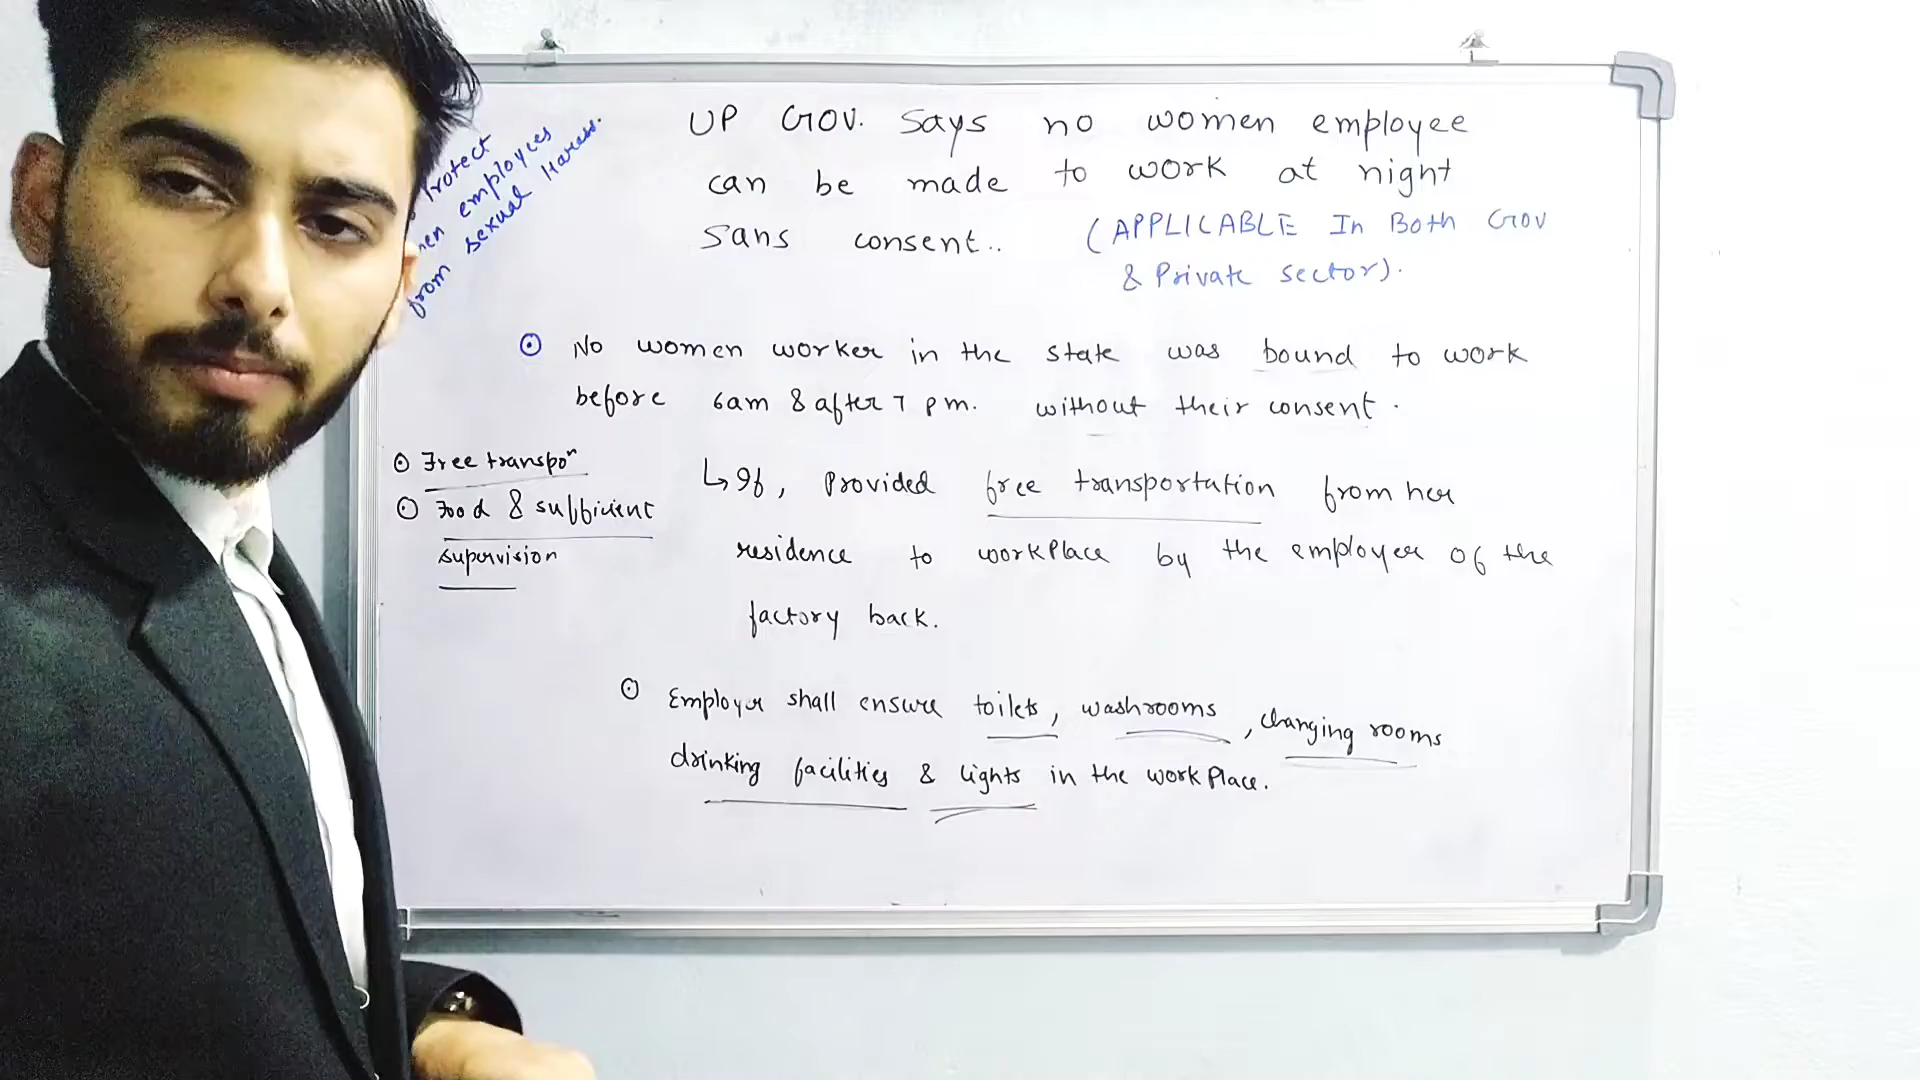 UP GOV. Says no women employee
can be made to work at night
sans consent..
(APPLICABLE In Both GOV
& Private sector).
Protect
employees
from sexual Harass.
No women worker in the state was bound to work
before 6am & after 7 pm. without their consent.
Free transpoⁿ
Food & sufficient
supervision
↳ If, Provided free transportation from her
residence to workPlace by the employer of the
factory back.
Employer shall ensure toilets, washrooms, changing rooms
drinking facilities & lights in the workPlace.